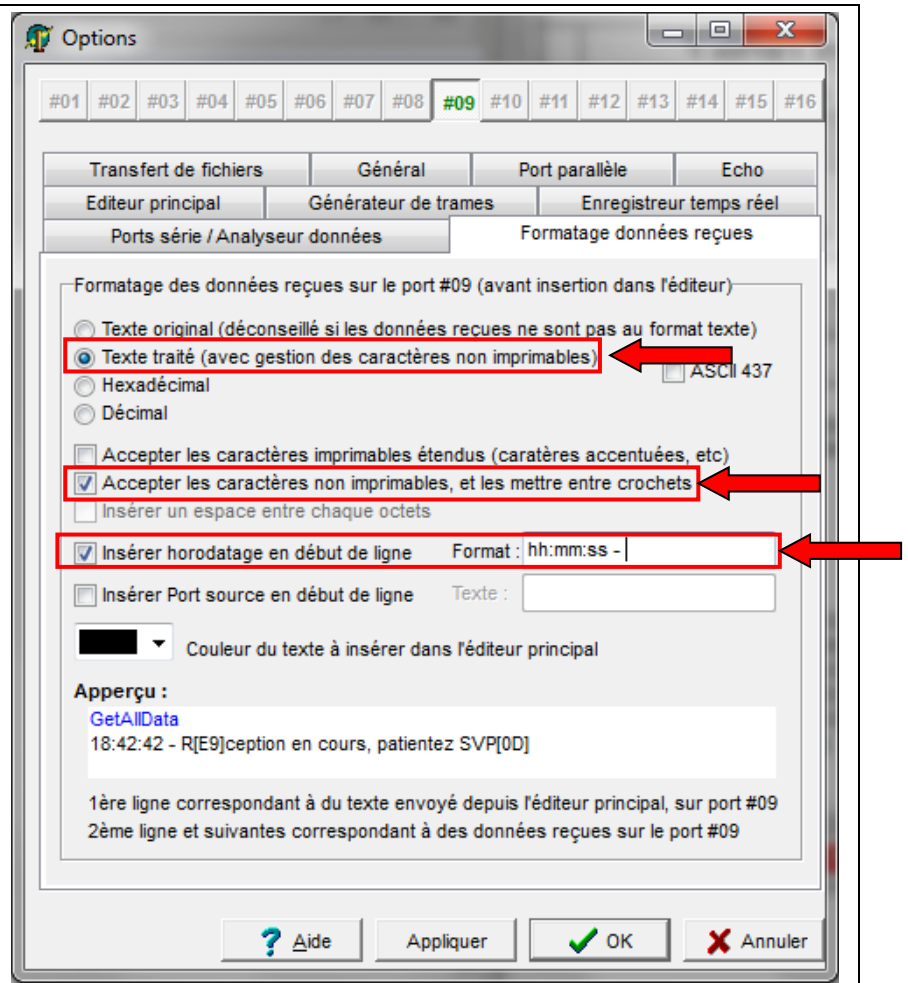 Options
#01 #02 #03 #04 #05 #06 #07 #08 #09 #10 #11 #12 #13 #14 #15 #16
Transfert de fichiers Général Port parallèle Echo
Editeur principal Générateur de trames Enregistreur temps réel
Ports série / Analyseur données Formatage données reçues
Formatage des données reçues sur le port #09 (avant insertion dans l'éditeur)
Texte original (déconseillé si les données reçues ne sont pas au format texte)
Texte traité (avec gestion des caractères non imprimables)
ASCII 437
Hexadécimal
Décimal
Accepter les caractères imprimables étendus (caratères accentuées, etc)
Accepter les caractères non imprimables, et les mettre entre crochets
Insérer un espace entre chaque octets
Insérer horodatage en début de ligne Format : hh:mm:ss -
Insérer Port source en début de ligne Texte :
Couleur du texte à insérer dans l'éditeur principal
Apperçu :
GetAllData
18:42:42 - R[E9]ception en cours, patientez SVP[0D]
1ère ligne correspondant à du texte envoyé depuis l'éditeur principal, sur port #09
2ème ligne et suivantes correspondant à des données reçues sur le port #09
? Aide Appliquer OK Annuler